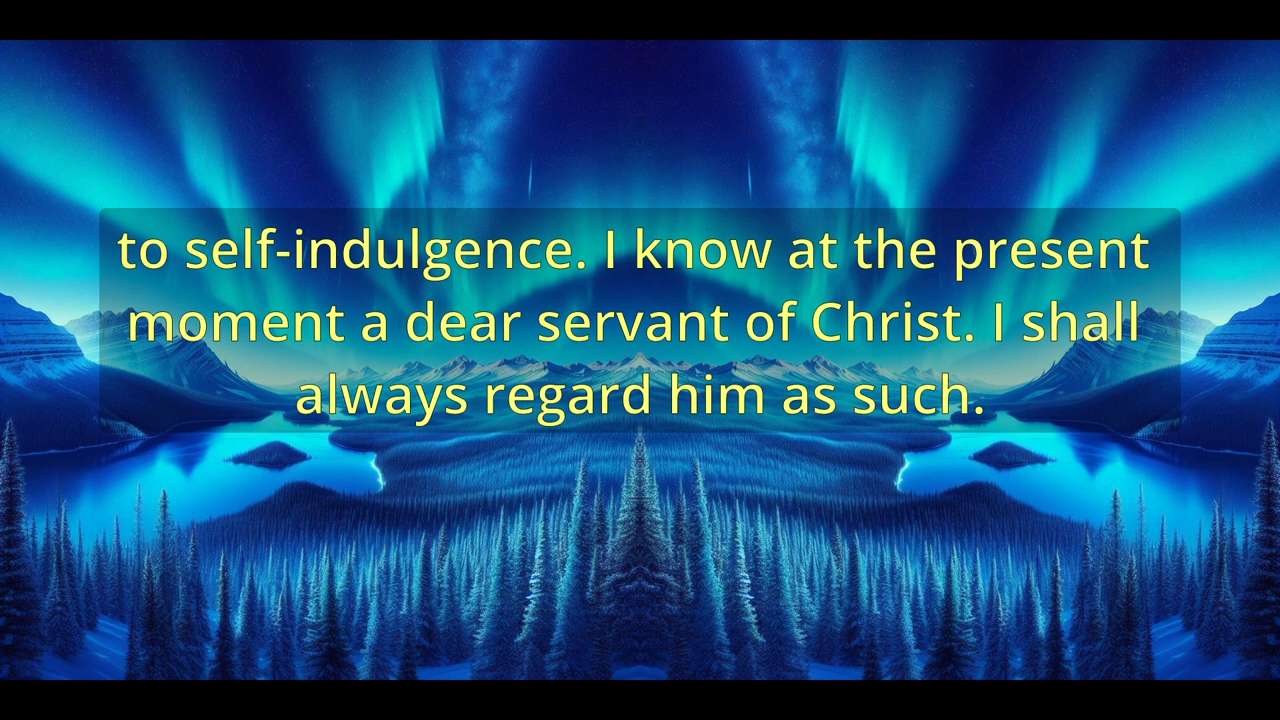 to self-indulgence. I know at the present
moment a dear servant of Christ. I shall
always regard him as such.